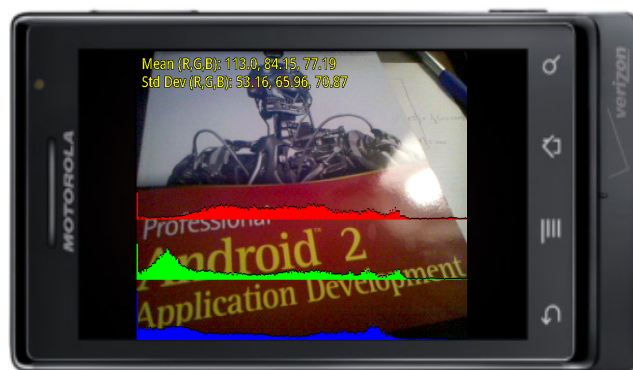 Mean (R,G,B): 113.0, 84.15, 77.19
Std Dev (R,G,B): 53.16, 65.96, 70.87
Professional
Android™ 2
Application Development
MOTOROLA
verizon